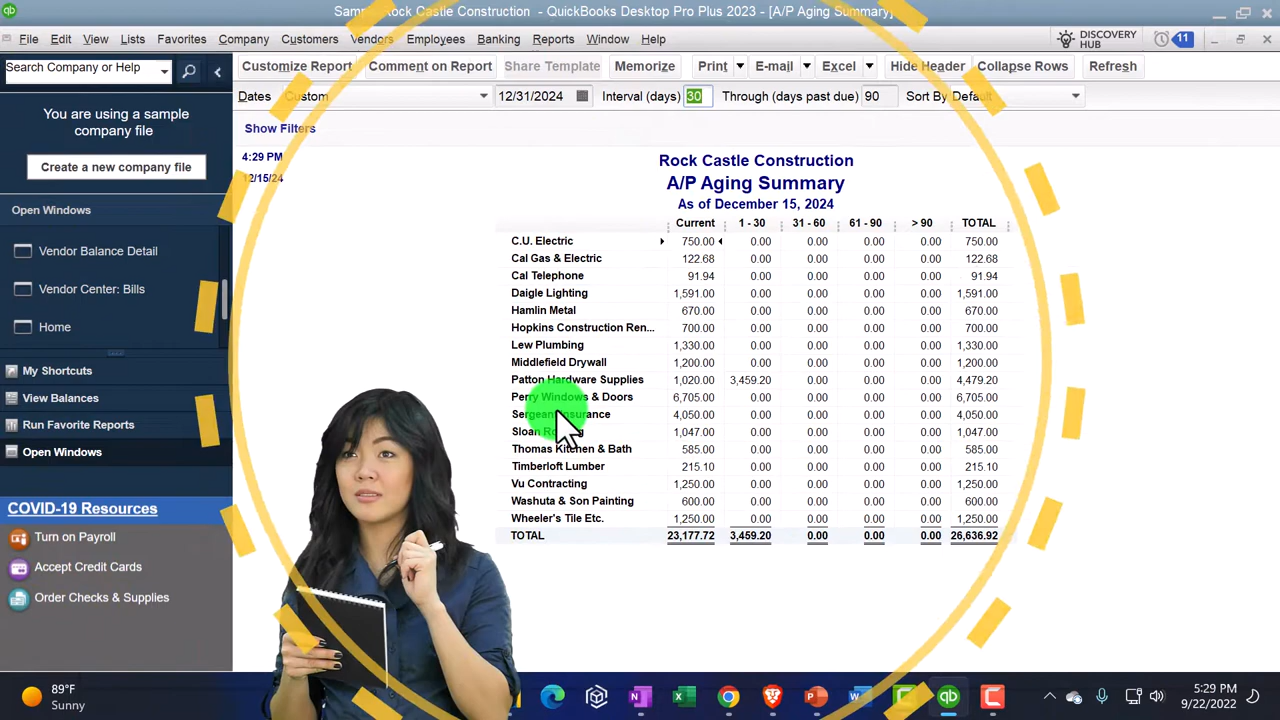 Sample Rock Castle Construction - QuickBooks Desktop Pro Plus 2023 - [A/P Aging Summary]
File Edit View Lists Favorites Company Customers Vendors Employees Banking Reports Window Help DISCOVERY HUB 11
Search Company or Help
Customize Report Comment on Report Share Template Memorize Print E-mail Excel Hide Header Collapse Rows Refresh
Dates Custom 12/31/2024 Interval (days) 30 Through (days past due) 90 Sort By Default
You are using a sample company file
Create a new company file
Open Windows
Vendor Balance Detail
Vendor Center: Bills
Home
My Shortcuts
View Balances
Run Favorite Reports
Open Windows
COVID-19 Resources
Turn on Payroll
Accept Credit Cards
Order Checks & Supplies
Show Filters
4:29 PM
12/15/24
Rock Castle Construction
A/P Aging Summary
As of December 15, 2024
Current 1 - 30 31 - 60 61 - 90 > 90 TOTAL
C.U. Electric 750.00 0.00 0.00 0.00 0.00 750.00
Cal Gas & Electric 122.68 0.00 0.00 0.00 0.00 122.68
Cal Telephone 91.94 0.00 0.00 0.00 0.00 91.94
Daigle Lighting 1,591.00 0.00 0.00 0.00 0.00 1,591.00
Hamlin Metal 670.00 0.00 0.00 0.00 0.00 670.00
Hopkins Construction Ren... 700.00 0.00 0.00 0.00 0.00 700.00
Lew Plumbing 1,330.00 0.00 0.00 0.00 0.00 1,330.00
Middlefield Drywall 1,200.00 0.00 0.00 0.00 0.00 1,200.00
Patton Hardware Supplies 1,020.00 3,459.20 0.00 0.00 0.00 4,479.20
Perry Windows & Doors 6,705.00 0.00 0.00 0.00 0.00 6,705.00
Sergeant Insurance 4,050.00 0.00 0.00 0.00 0.00 4,050.00
Sloan 1,047.00 0.00 0.00 0.00 0.00 1,047.00
Thomas Kitchen & Bath 585.00 0.00 0.00 0.00 0.00 585.00
Timberloft Lumber 215.10 0.00 0.00 0.00 0.00 215.10
Vu Contracting 1,250.00 0.00 0.00 0.00 0.00 1,250.00
Washuta & Son Painting 600.00 0.00 0.00 0.00 0.00 600.00
Wheeler's Tile Etc. 1,250.00 0.00 0.00 0.00 0.00 1,250.00
TOTAL 23,177.72 3,459.20 0.00 0.00 0.00 26,636.92
89°F
Sunny
5:29 PM
9/22/2022